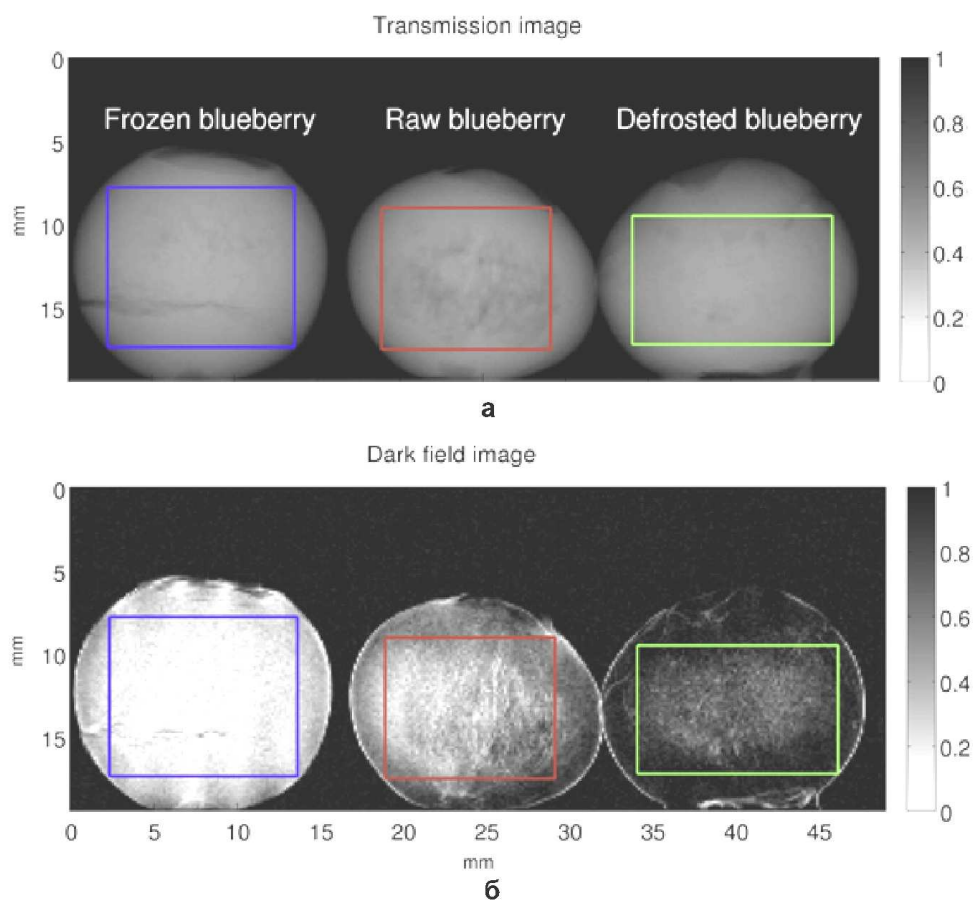 Transmission image
Frozen blueberry Raw blueberry Defrosted blueberry
0
5
10
15
mm
1
0.8
0.6
0.4
0.2
0
а
Dark field image
0
5
10
15
mm
1
0.8
0.6
0.4
0.2
0
0 5 10 15 20 25 30 35 40 45
mm
б